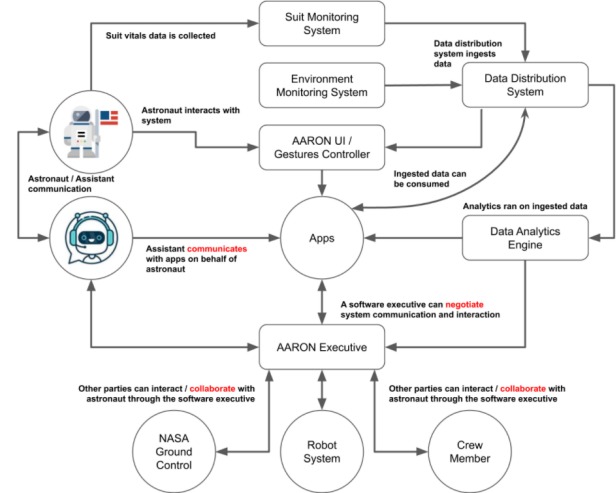 Suit Monitoring
System
Suit vitals data is collected
Data distribution
system ingests
data
Environment
Monitoring System
Data Distribution
System
Astronaut interacts with
system
AARON UI /
Gestures Controller
Ingested data can
be consumed
Astronaut / Assistant
communication
Analytics ran on ingested data
Apps
Data Analytics
Engine
Assistant communicates
with apps on behalf of
astronaut
A software executive can negotiate
system communication and interaction
AARON Executive
Other parties can interact / collaborate with
astronaut through the software executive
Other parties can interact / collaborate with
astronaut through the software executive
NASA
Ground
Control
Robot
System
Crew
Member